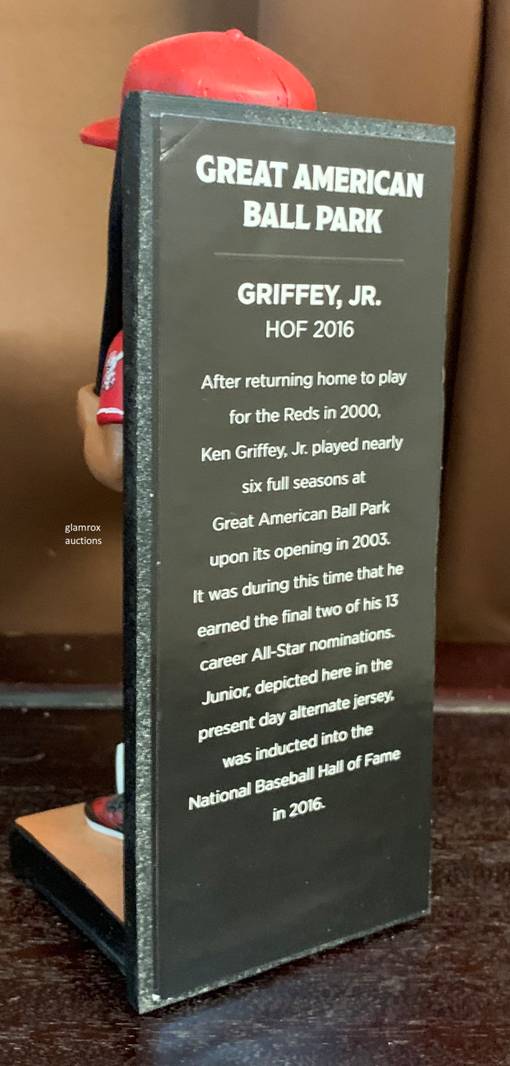 GREAT AMERICAN
BALL PARK
GRIFFEY, JR.
HOF 2016
After returning home to play
for the Reds in 2000,
Ken Griffey, Jr. played nearly
six full seasons at
Great American Ball Park
upon its opening in 2003.
It was during this time that he
earned the final two of his 13
career All-Star nominations.
Junior, depicted here in the
present day alternate jersey,
was inducted into the
National Baseball Hall of Fame
in 2016.
glamrox
auctions